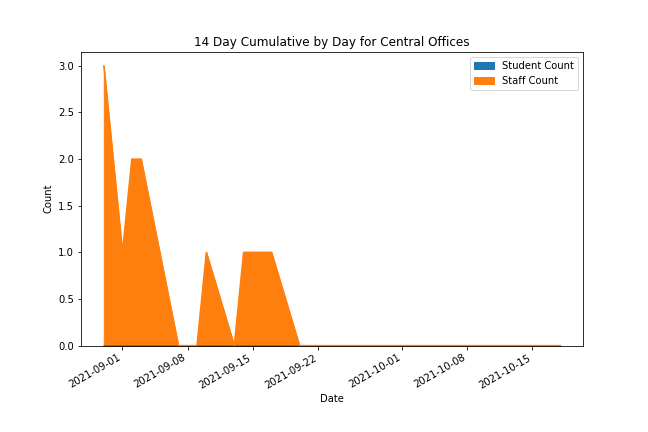 14 Day Cumulative by Day for Central Offices
Student Count
Staff Count
3.0
2.5
2.0
1.5
1.0
0.5
0.0
Count
2021-09-01
2021-09-08
2021-09-15
2021-09-22
2021-10-01
2021-10-08
2021-10-15
Date